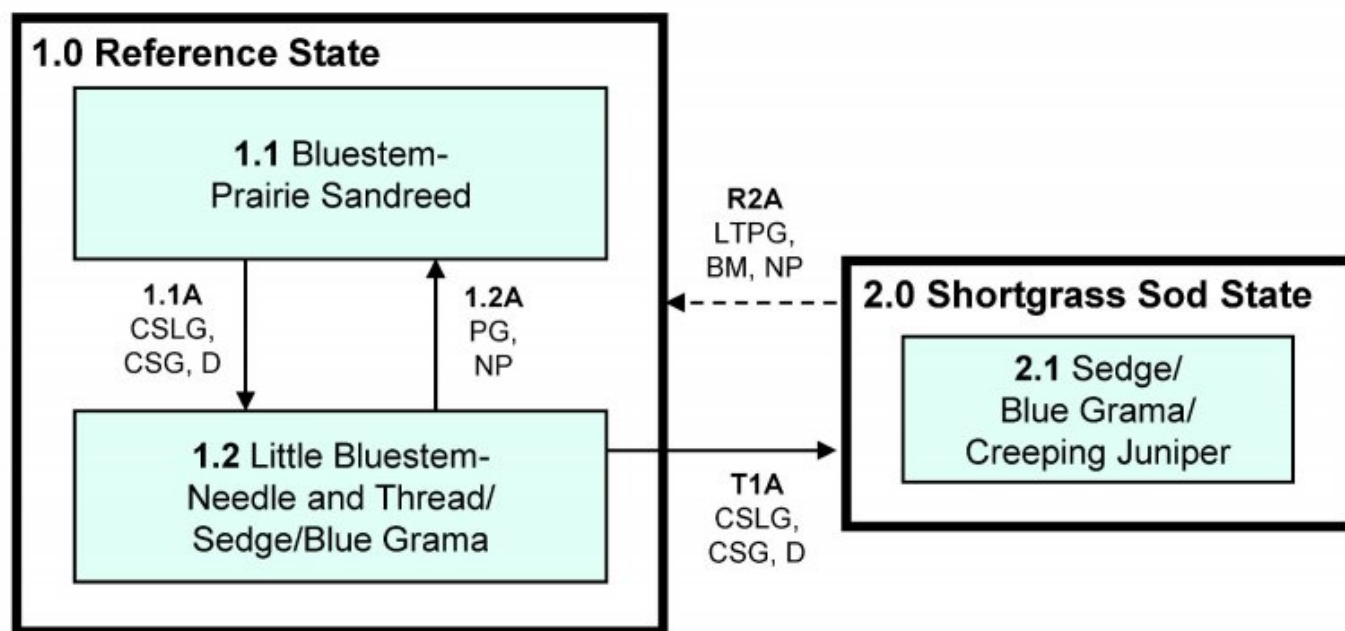 1.0 Reference State
1.1 Bluestem-
Prairie Sandreed
1.1A
CSLG,
CSG, D
1.2A
PG,
NP
1.2 Little Bluestem-
Needle and Thread/
Sedge/Blue Grama
R2A
LTPG,
BM, NP
T1A
CSLG,
CSG, D
2.0 Shortgrass Sod State
2.1 Sedge/
Blue Grama/
Creeping Juniper